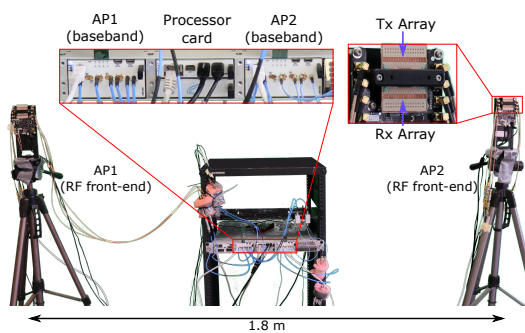 AP1
(baseband)
Processor
card
AP2
(baseband)
Tx Array
Rx Array
AP1
(RF front-end)
AP2
(RF front-end)
1.8 m